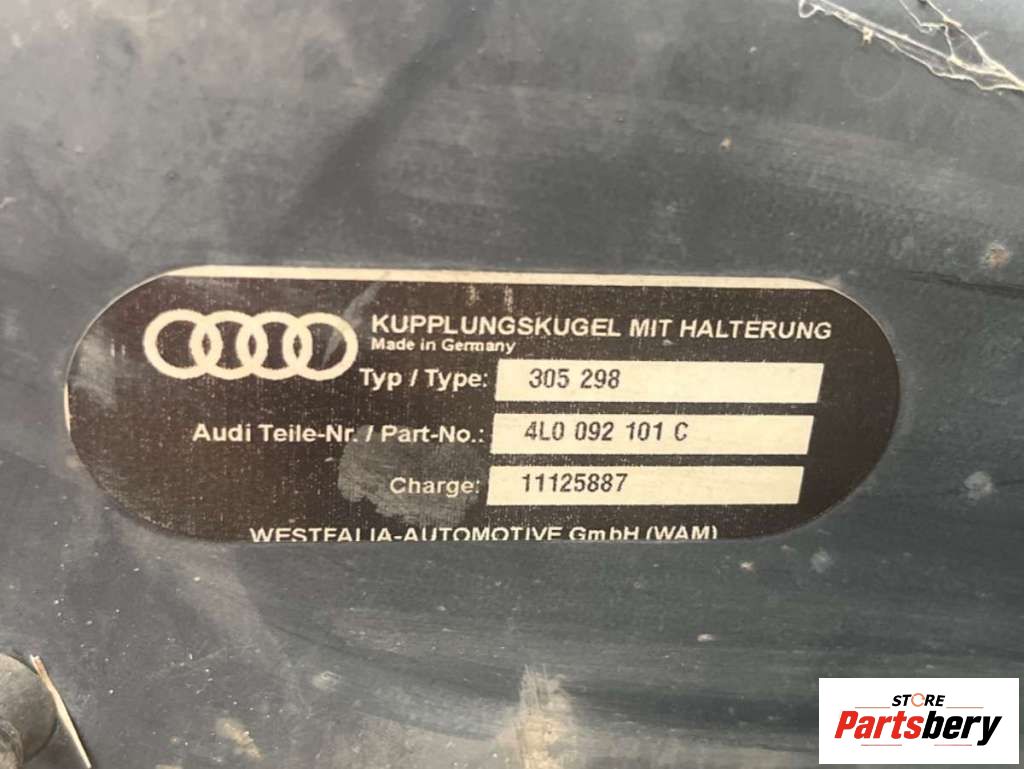 KUPPLUNGSKUGEL MIT HALTERUNG
Made in Germany
Typ / Type: 305 298
Audi Teile-Nr. / Part-No.: 4L0 092 101 C
Charge: 11125887
WESTFALIA-AUTOMOTIVE GmbH (WAM)
STORE
Partsbery